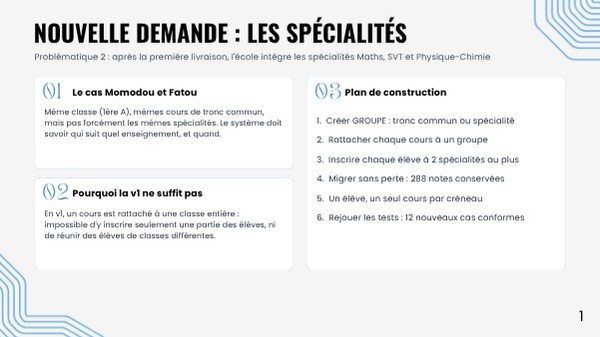 NOUVELLE DEMANDE : LES SPÉCIALITÉS
Problématique 2 : après la première livraison, l'école intègre les spécialités Maths, SVT et Physique-Chimie
01 Le cas Momodou et Fatou
Même classe (1ère A), mêmes cours de tronc commun,
mais pas forcément les mêmes spécialités. Le système doit
savoir qui suit quel enseignement, et quand.
02 Pourquoi la v1 ne suffit pas
En v1, un cours est rattaché à une classe entière :
impossible d'y inscrire seulement une partie des élèves, ni
de réunir des élèves de classes différentes.
03 Plan de construction
1. Créer GROUPE : tronc commun ou spécialité
2. Rattacher chaque cours à un groupe
3. Inscrire chaque élève à 2 spécialités au plus
4. Migrer sans perte : 288 notes conservées
5. Un élève, un seul cours par créneau
6. Rejouer les tests : 12 nouveaux cas conformes
1